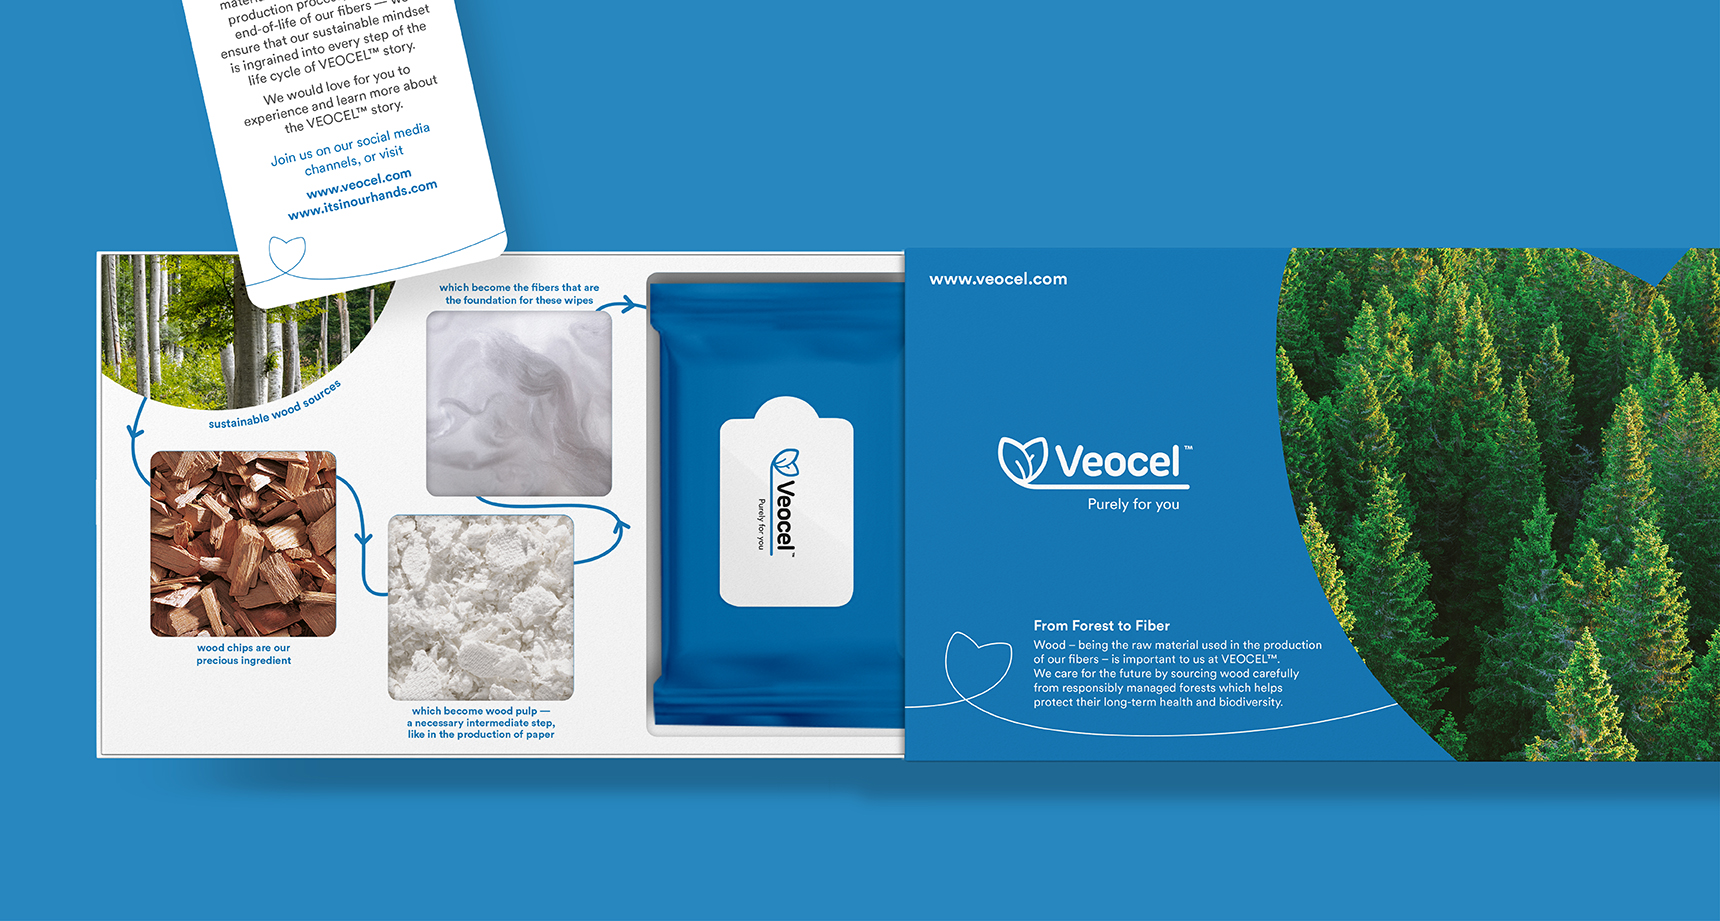 production
end-of-life of our fibers —
ensure that our sustainable mindset
is ingrained into every step of the
life cycle of VEOCEL™ story.
We would love for you to
experience and learn more about
the VEOCEL™ story.
Join us on our social media
channels, or visit
www.veocel.com
www.itsinourhands.com
sustainable wood sources
wood chips are our
precious ingredient
which become wood pulp —
a necessary intermediate step,
like in the production of paper
which become the fibers that are
the foundation for these wipes
Veocel™
Purely for you
www.veocel.com
Veocel™
Purely for you
From Forest to Fiber
Wood – being the raw material used in the production
of our fibers – is important to us at VEOCEL™.
We care for the future by sourcing wood carefully
from responsibly managed forests which helps
protect their long-term health and biodiversity.